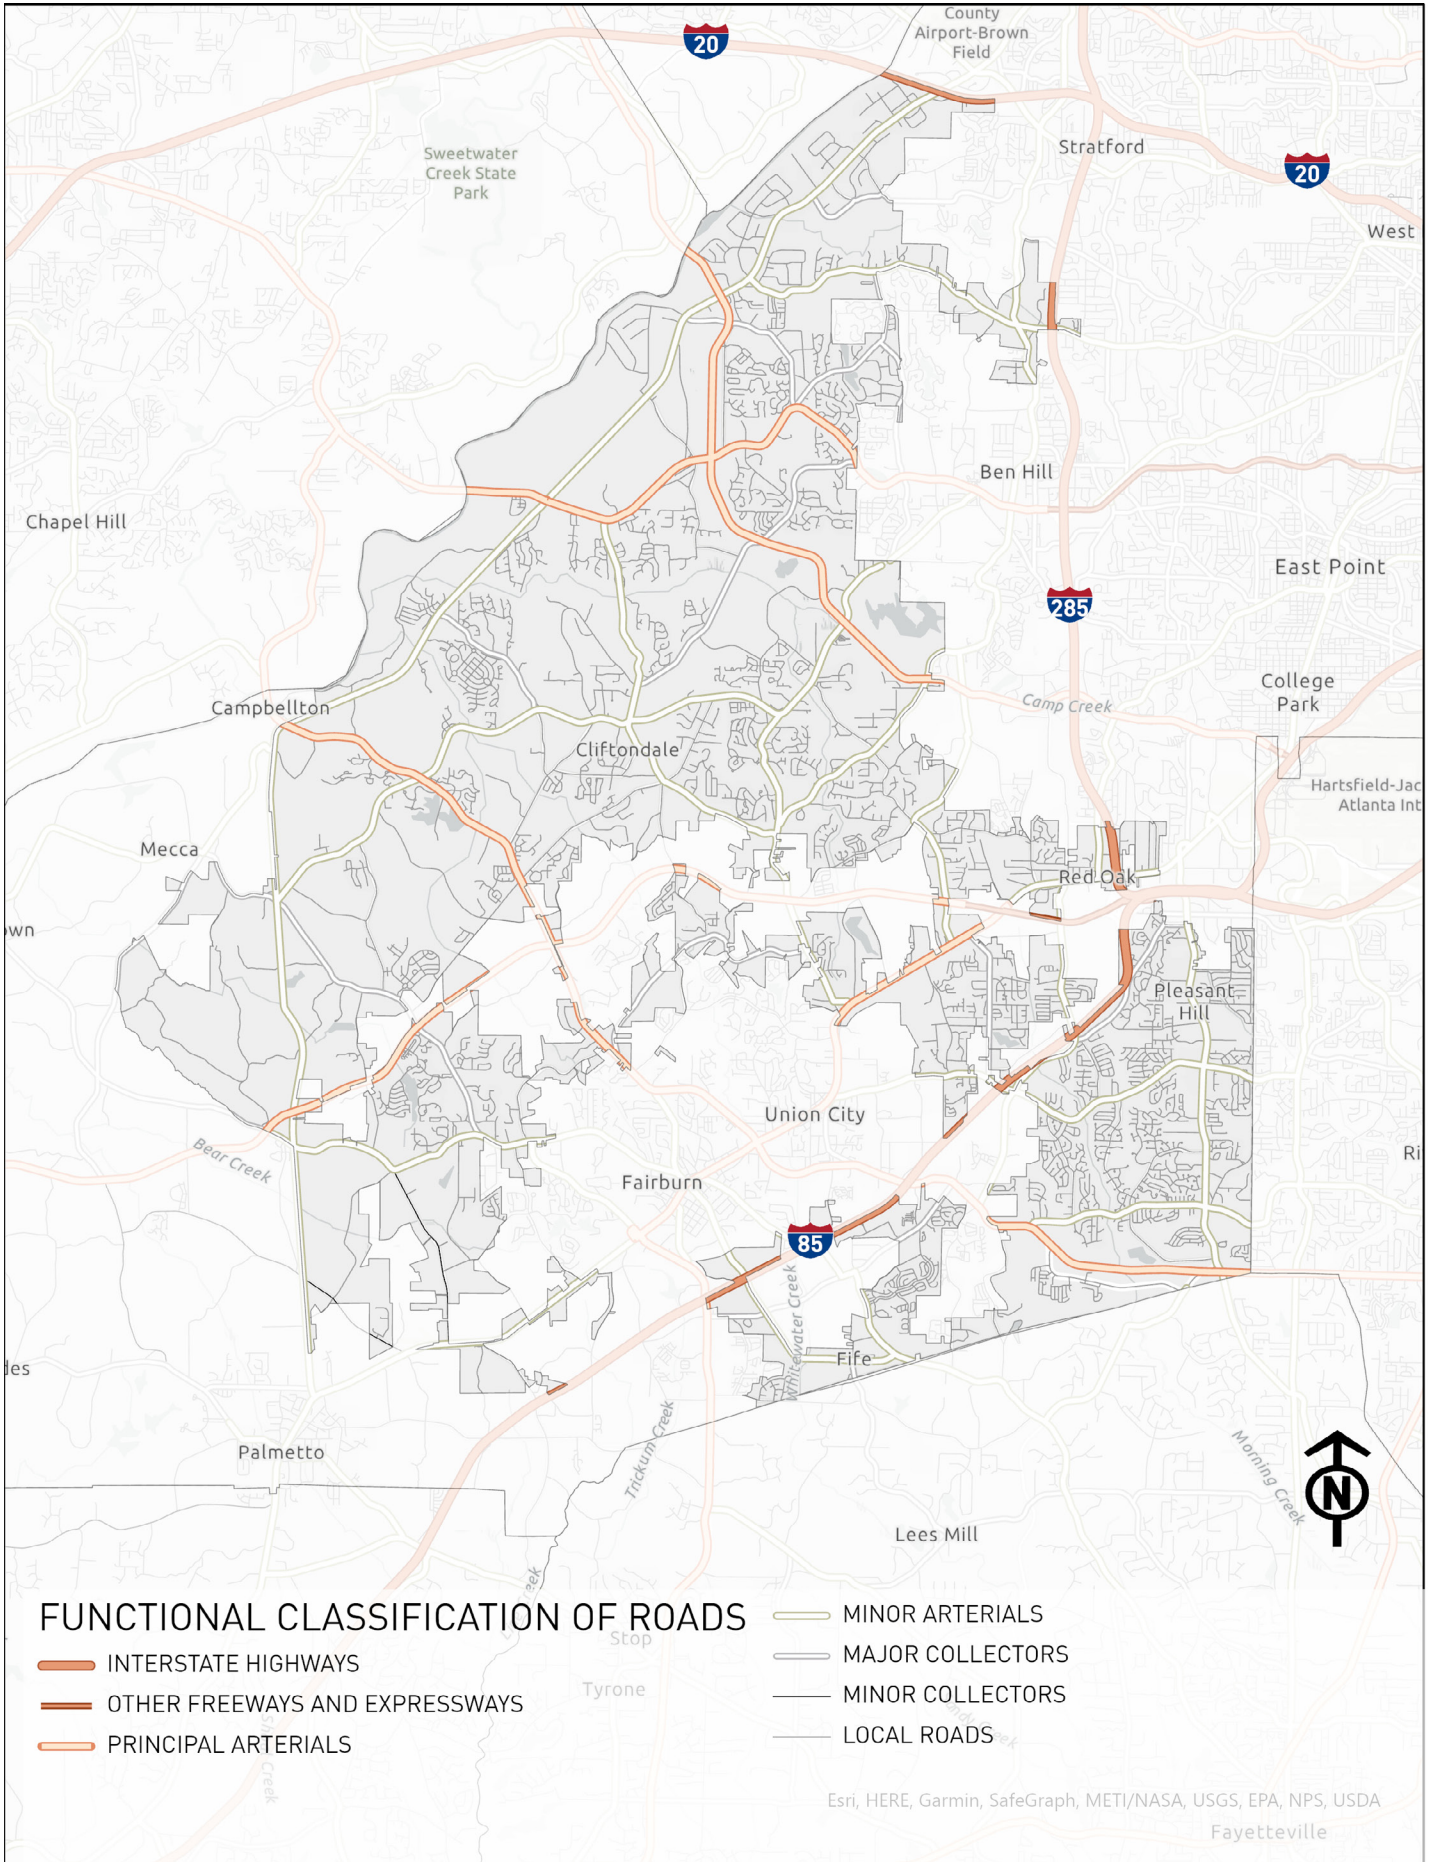 County
Airport-Brown
Field
20
Stratford
Sweetwater
Creek State
Park
20
West
Ben Hill
Chapel Hill
East Point
285
College
Park
Camp Creek
Campbellton
Cliftondale
Hartsfield-Jac
Atlanta Int
Mecca
Red Oak
own
Pleasant
Hill
Union City
Bear Creek
Ri
Fairburn
85
Whitewater Creek
Fife
des
Trickum Creek
Palmetto
Morning Creek
N
Lees Mill
FUNCTIONAL CLASSIFICATION OF ROADS
INTERSTATE HIGHWAYS
OTHER FREEWAYS AND EXPRESSWAYS
PRINCIPAL ARTERIALS
MINOR ARTERIALS
MAJOR COLLECTORS
MINOR COLLECTORS
LOCAL ROADS
Stop
Tyrone
Creek
Esri, HERE, Garmin, SafeGraph, METI/NASA, USGS, EPA, NPS, USDA
Fayetteville